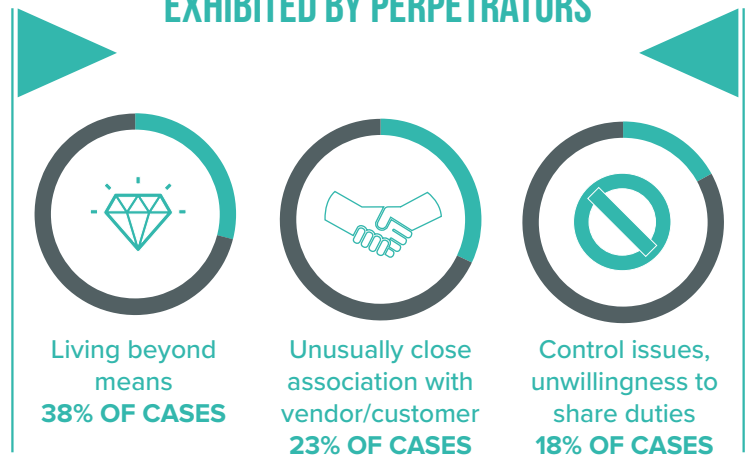 EXHIBITED BY PERPETRATORS
Living beyond
means
38% OF CASES
Unusually close
association with
vendor/customer
23% OF CASES
Control issues,
unwillingness to
share duties
18% OF CASES